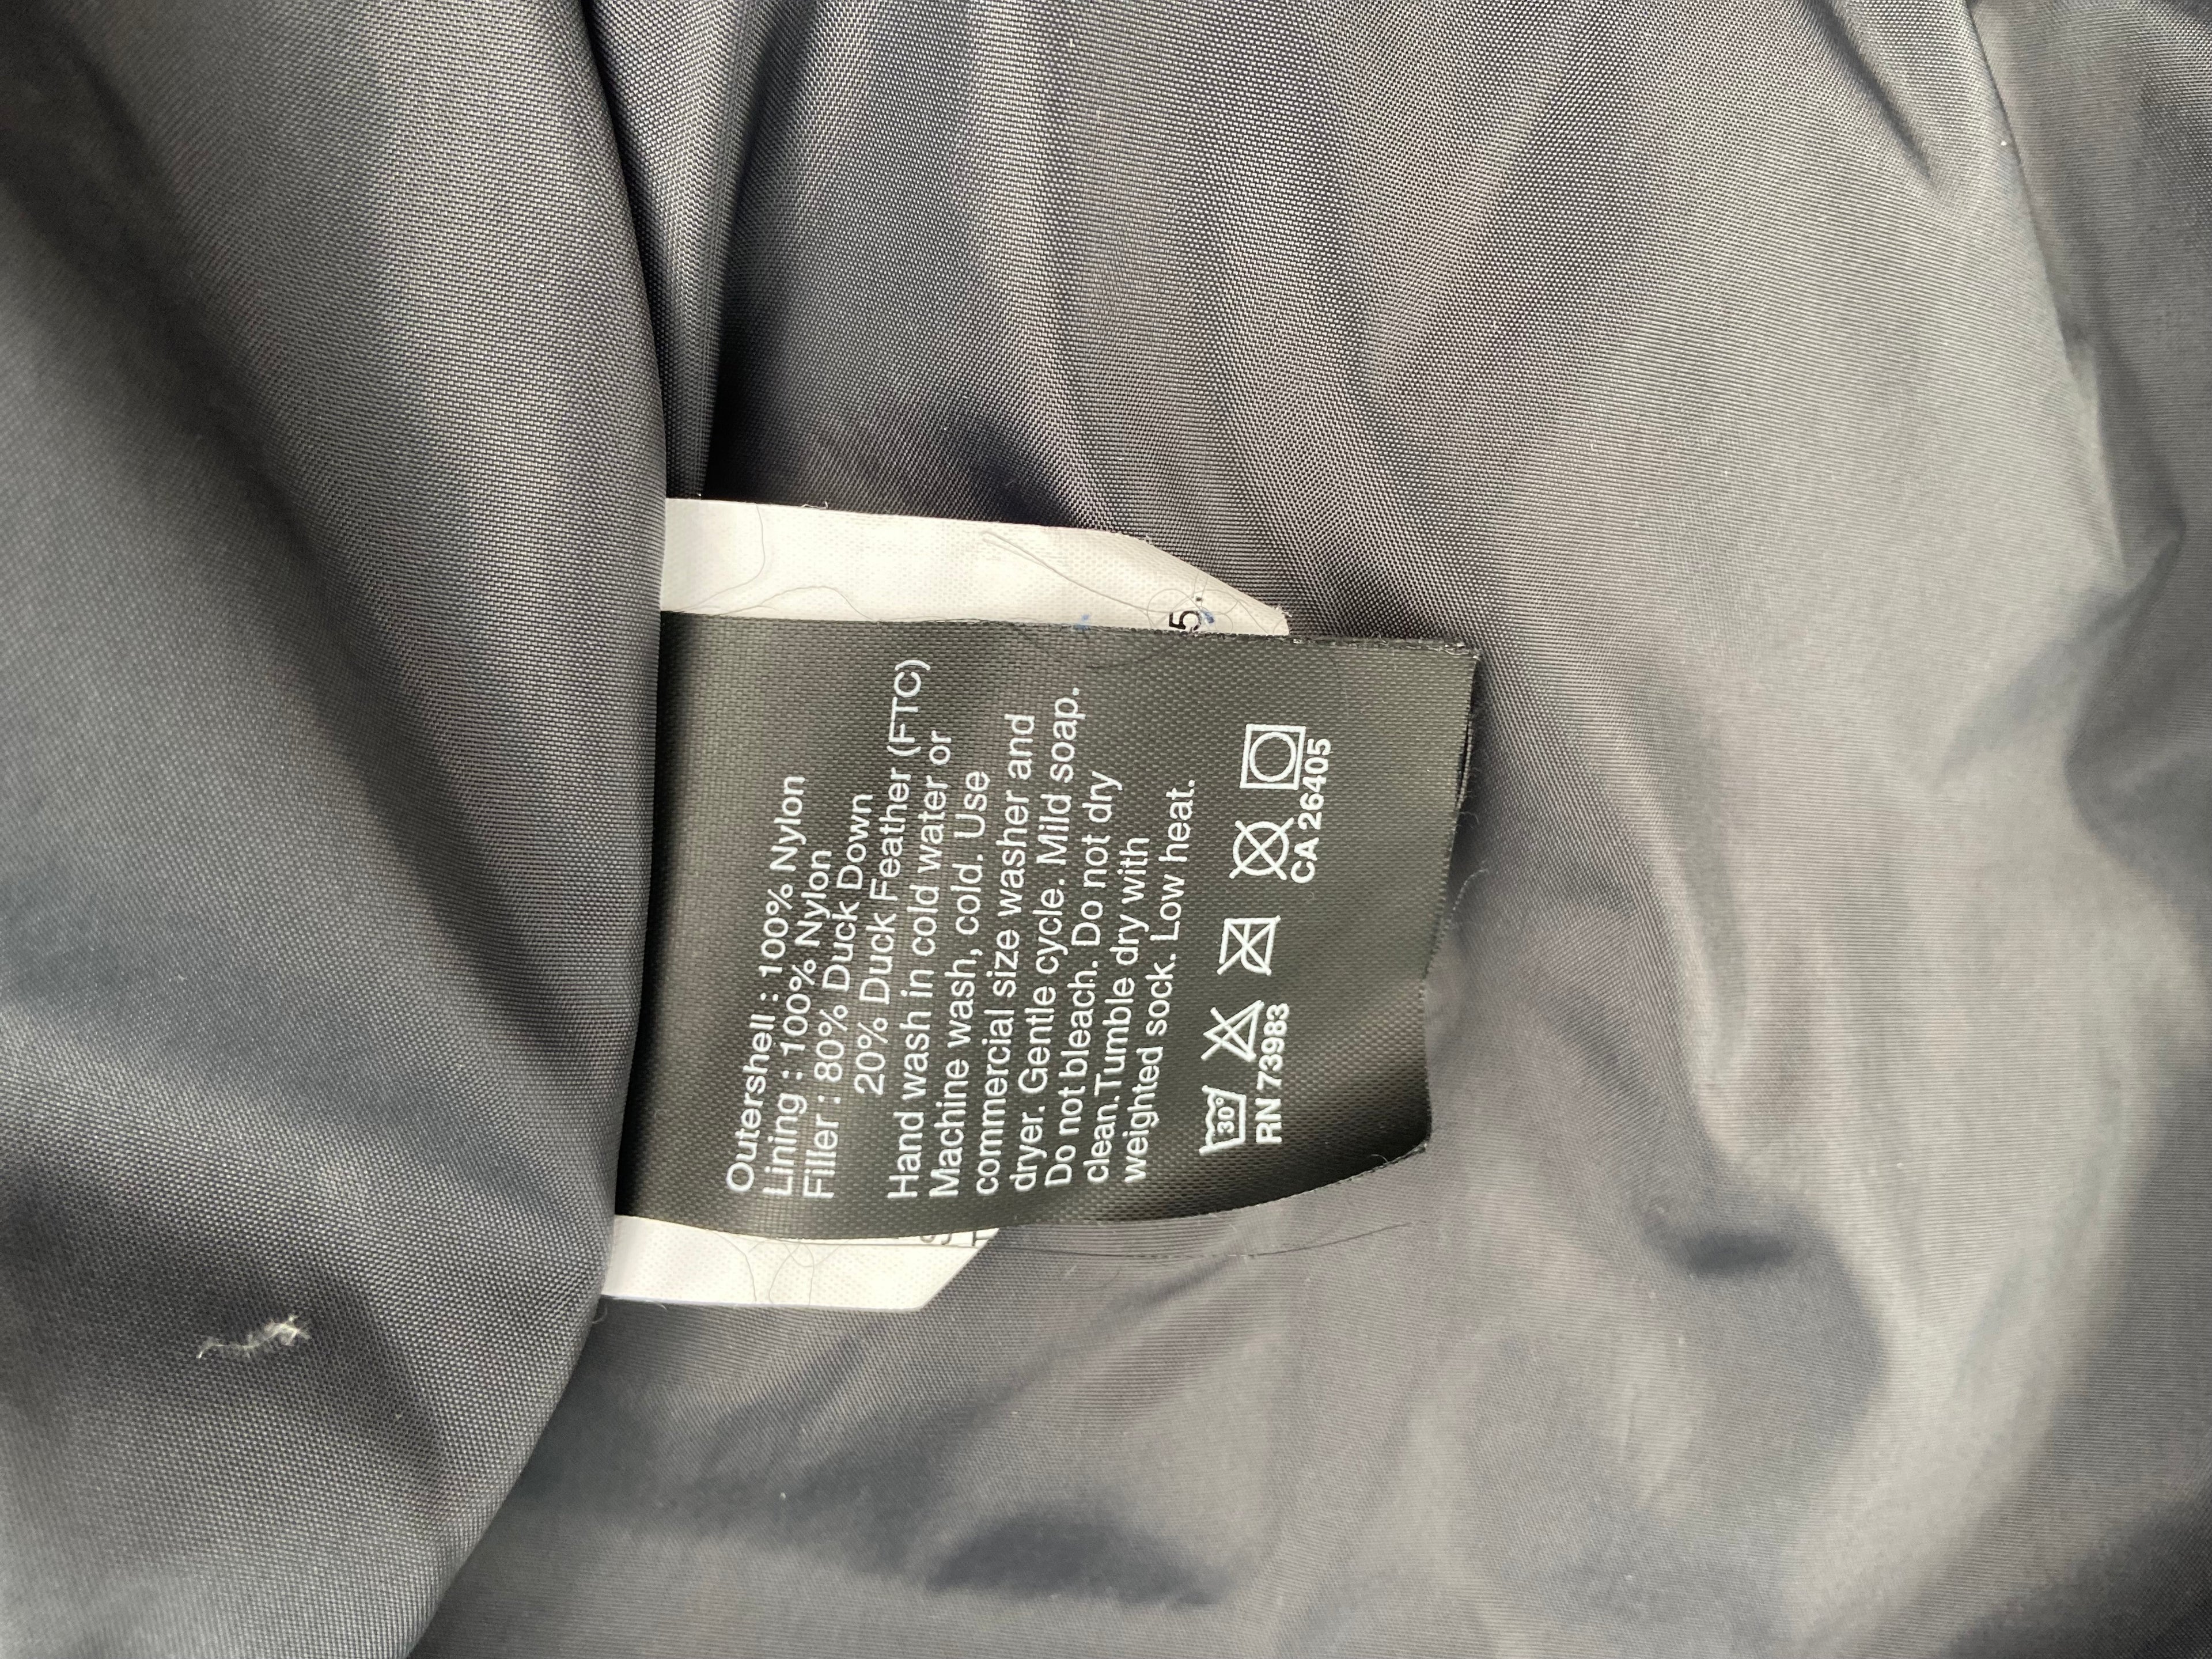 Outershell : 100% Nylon
Lining : 100% Nylon
Filler : 80% Duck Down
20% Duck Feather (FTC)
Hand wash in cold water or
Machine wash, cold. Use
commercial size washer and
dryer. Gentle cycle. Mild soap.
Do not bleach. Do not dry
clean.Tumble dry with
weighted sock. Low heat.
30°
RN 73983 CA 26405
5